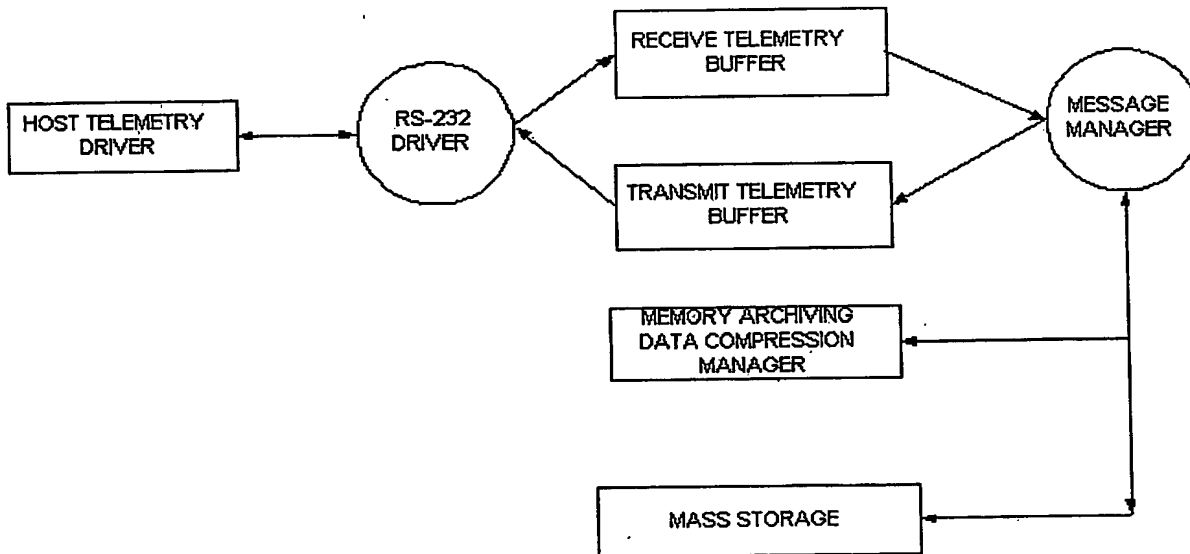 HOST TELEMETRY
DRIVER
RS-232
DRIVER
RECEIVE TELEMETRY
BUFFER
TRANSMIT TELEMETRY
BUFFER
MESSAGE
MANAGER
MEMORY ARCHIVING
DATA COMPRESSION
MANAGER
MASS STORAGE